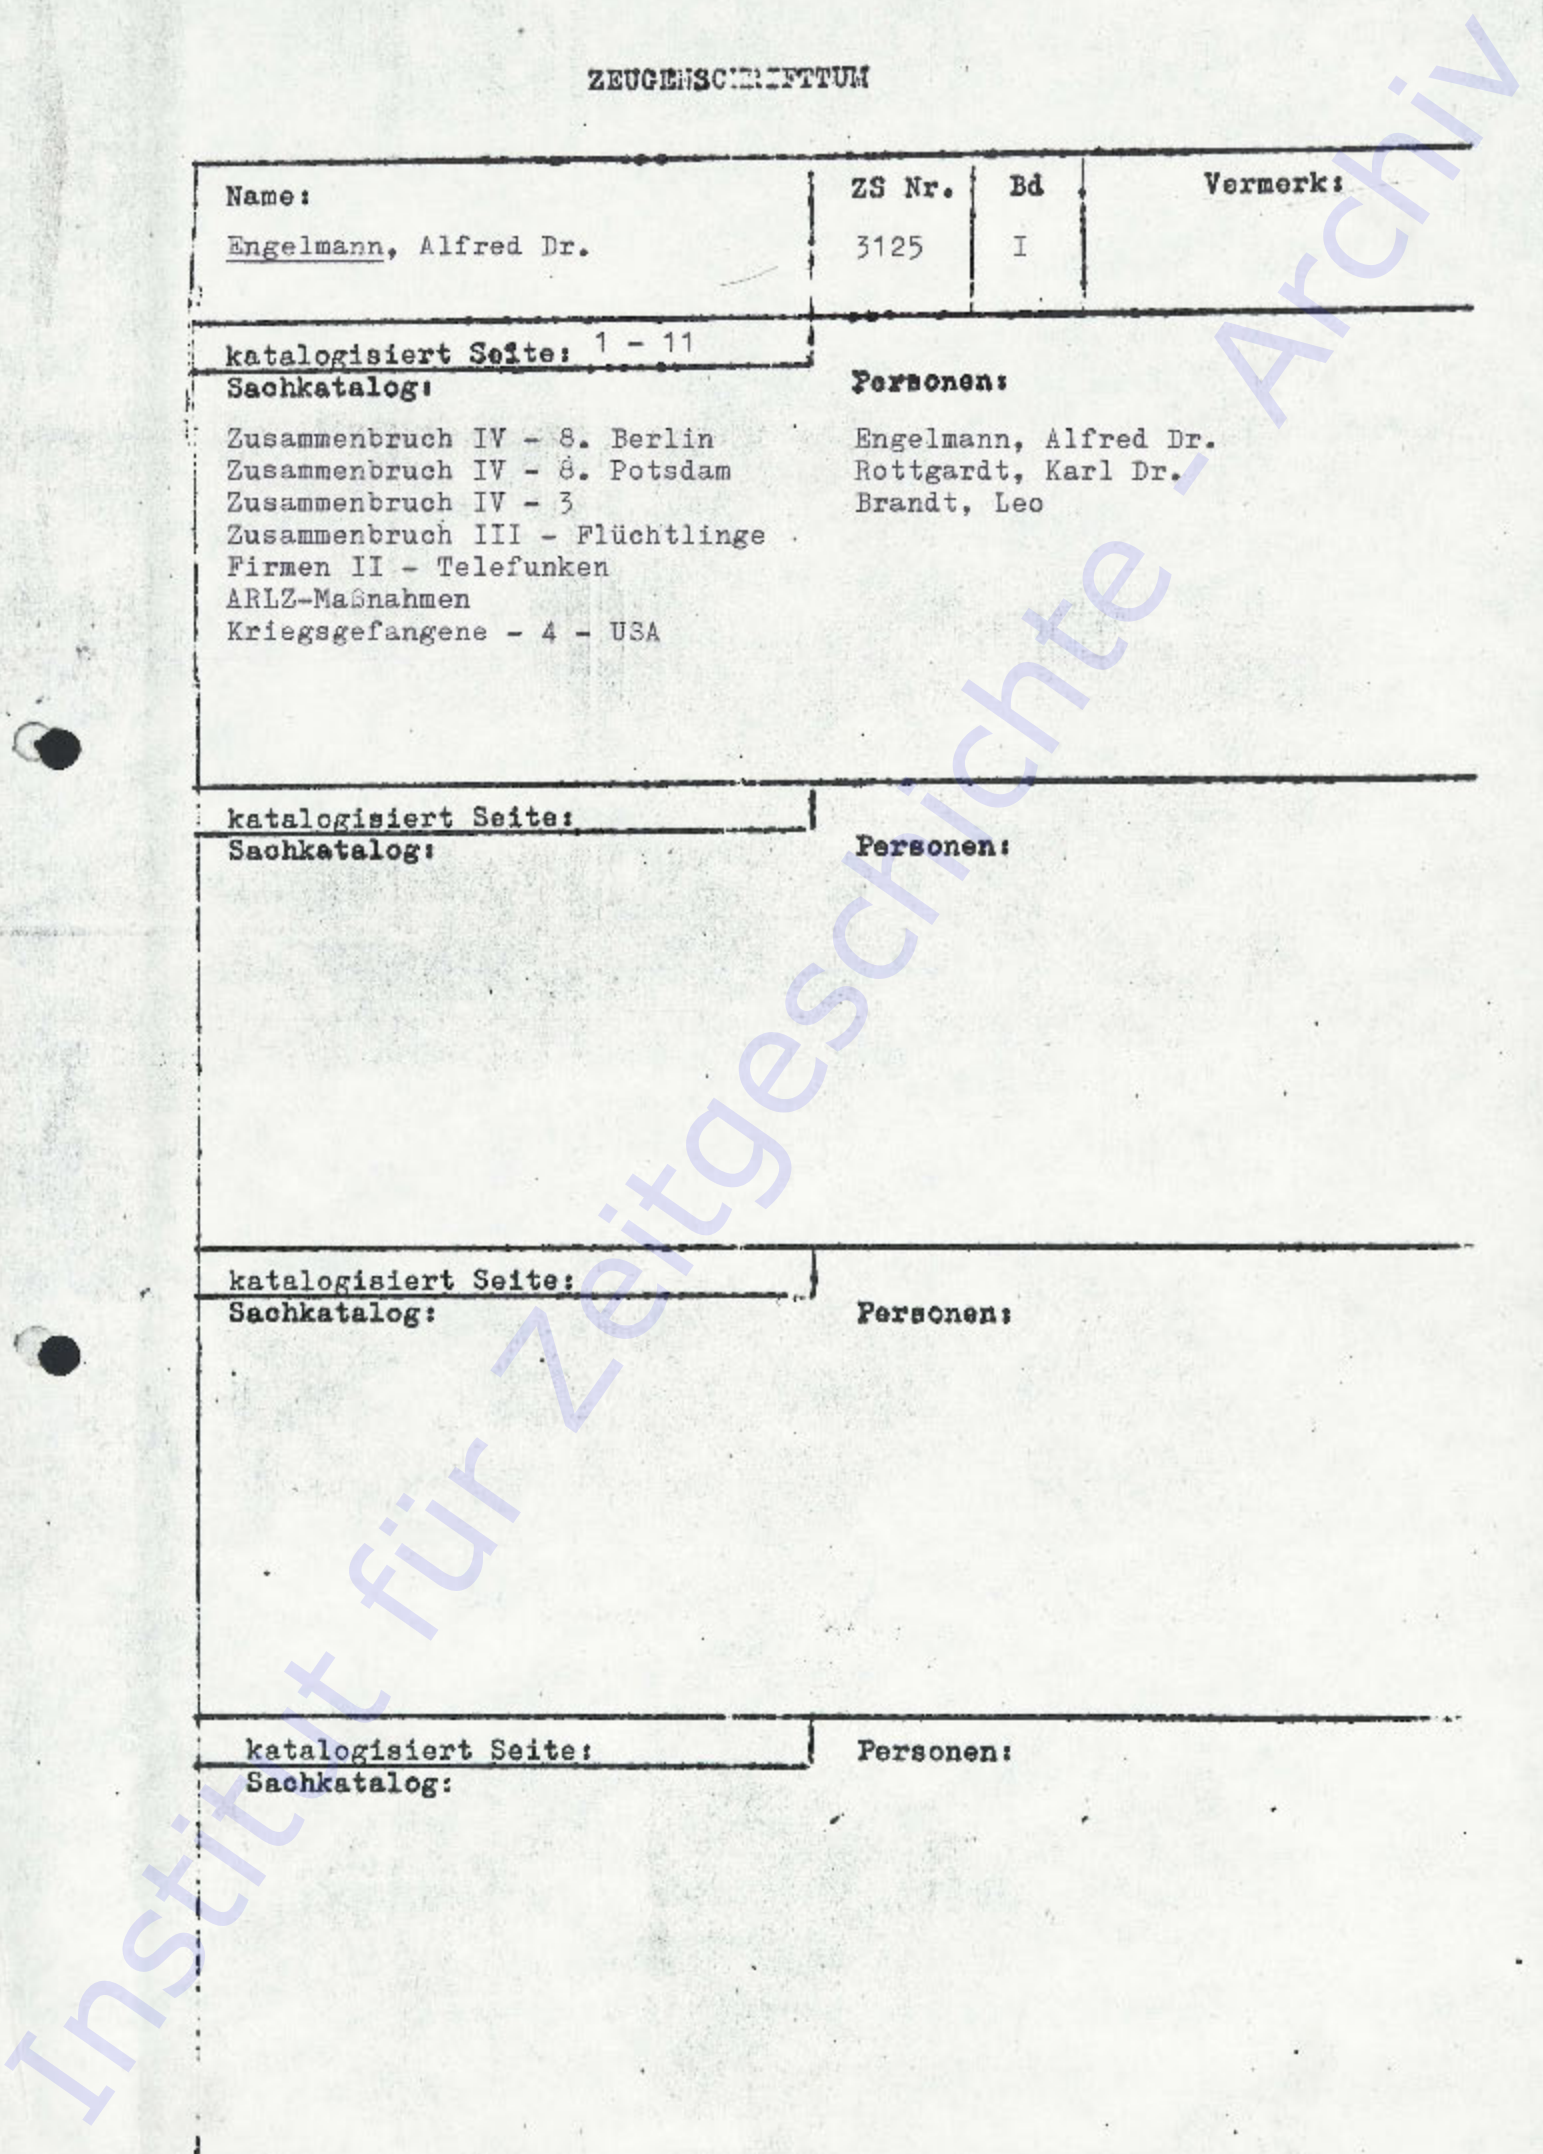 ZEUGENSCHRIFTTUM
Name:
Engelmann, Alfred Dr.
ZS Nr.
3125
Bd
I
Vermerk:
katalogisiert Seite: 1 - 11
Sachkatalog:
Zusammenbruch IV - 8. Berlin
Zusammenbruch IV - 8. Potsdam
Zusammenbruch IV - 3
Zusammenbruch III - Flüchtlinge
Firmen II - Telefunken
ARLZ-Maßnahmen
Kriegsgefangene - 4 - USA
Personen:
Engelmann, Alfred Dr.
Rottgardt, Karl Dr.
Brandt, Leo
katalogisiert Seite:
Sachkatalog:
Personen:
katalogisiert Seite:
Sachkatalog:
Personen:
katalogisiert Seite:
Sachkatalog:
Personen:
Institut für Zeitgeschichte - Archiv